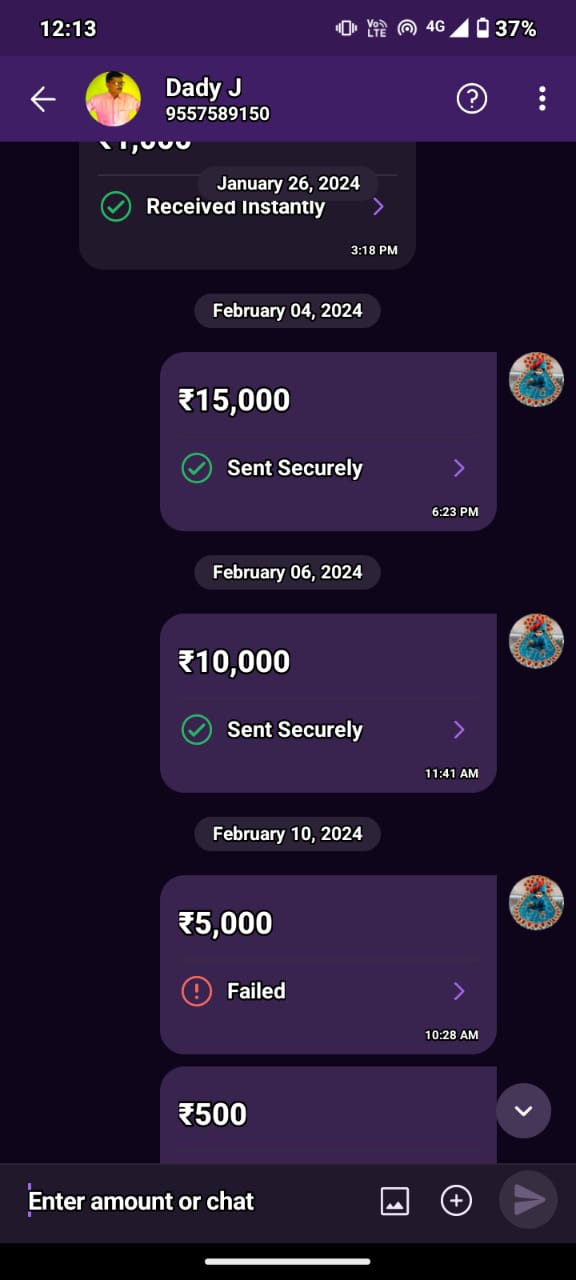 12:13
Vo))
LTE
4G
37%
Dady J
9557589150
?
₹1,000
January 26, 2024
Received Instantly
3:18 PM
February 04, 2024
₹15,000
Sent Securely
6:23 PM
February 06, 2024
₹10,000
Sent Securely
11:41 AM
February 10, 2024
₹5,000
Failed
10:28 AM
₹500
Enter amount or chat